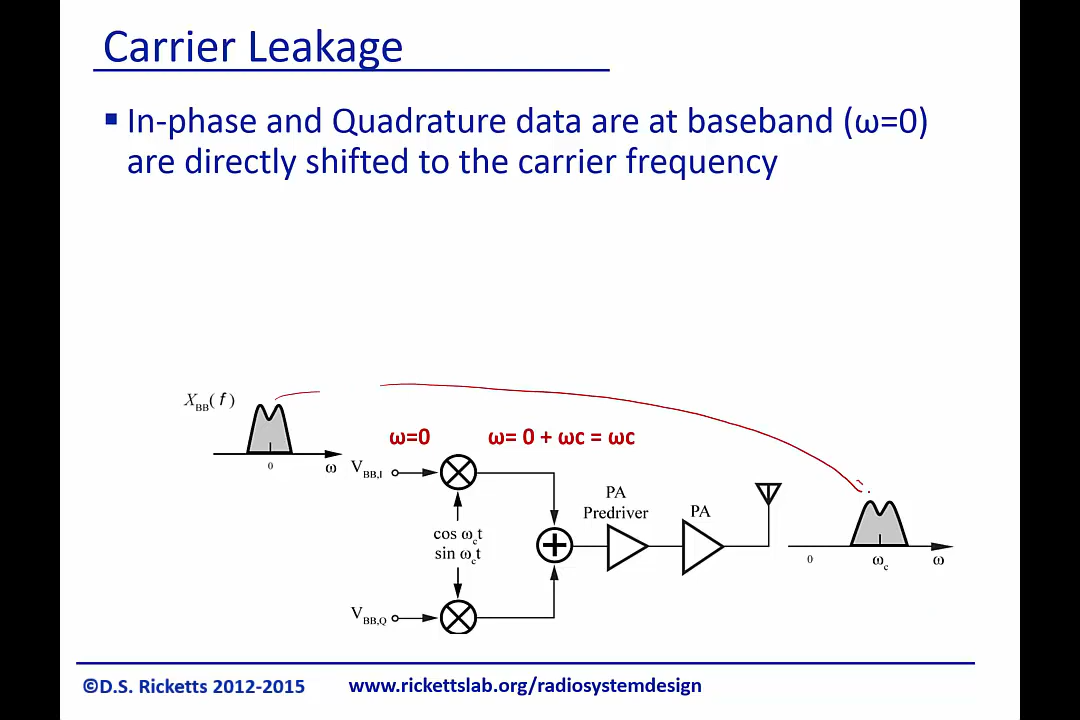 Carrier Leakage
▪ In-phase and Quadrature data are at baseband (ω=0)
are directly shifted to the carrier frequency
X_BB(f)
0
ω
ω=0
ω= 0 + ωc = ωc
V_BB,I
cos ω_c t
sin ω_c t
V_BB,Q
PA
Predriver
PA
0
ω_c
ω
©D.S. Ricketts 2012-2015
www.rickettslab.org/radiosystemdesign